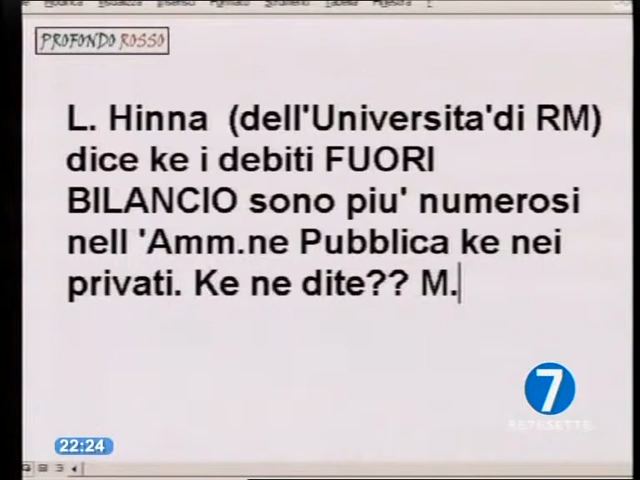 PROFONDO ROSSO
L. Hinna (dell'Universita'di RM)
dice ke i debiti FUORI
BILANCIO sono piu' numerosi
nell 'Amm.ne Pubblica ke nei
privati. Ke ne dite?? M.
7
RETESETTE
22:24